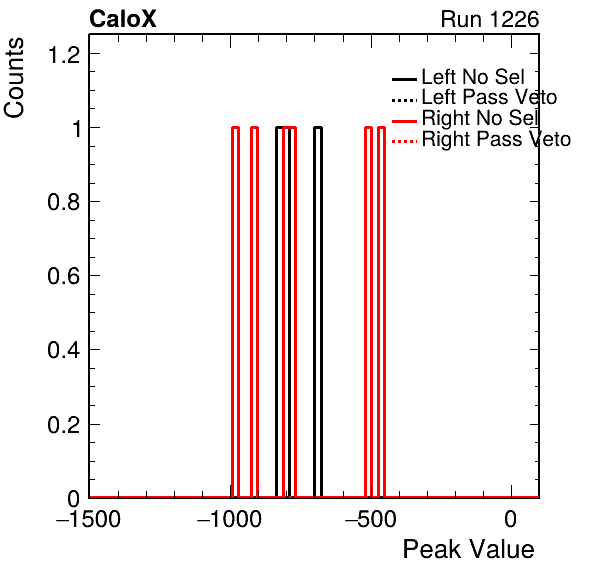 CaloX Run 1226
Counts
1.2
1
0.8
0.6
0.4
0.2
0
Left No Sel
Left Pass Veto
Right No Sel
Right Pass Veto
−1500 −1000 −500 0
Peak Value